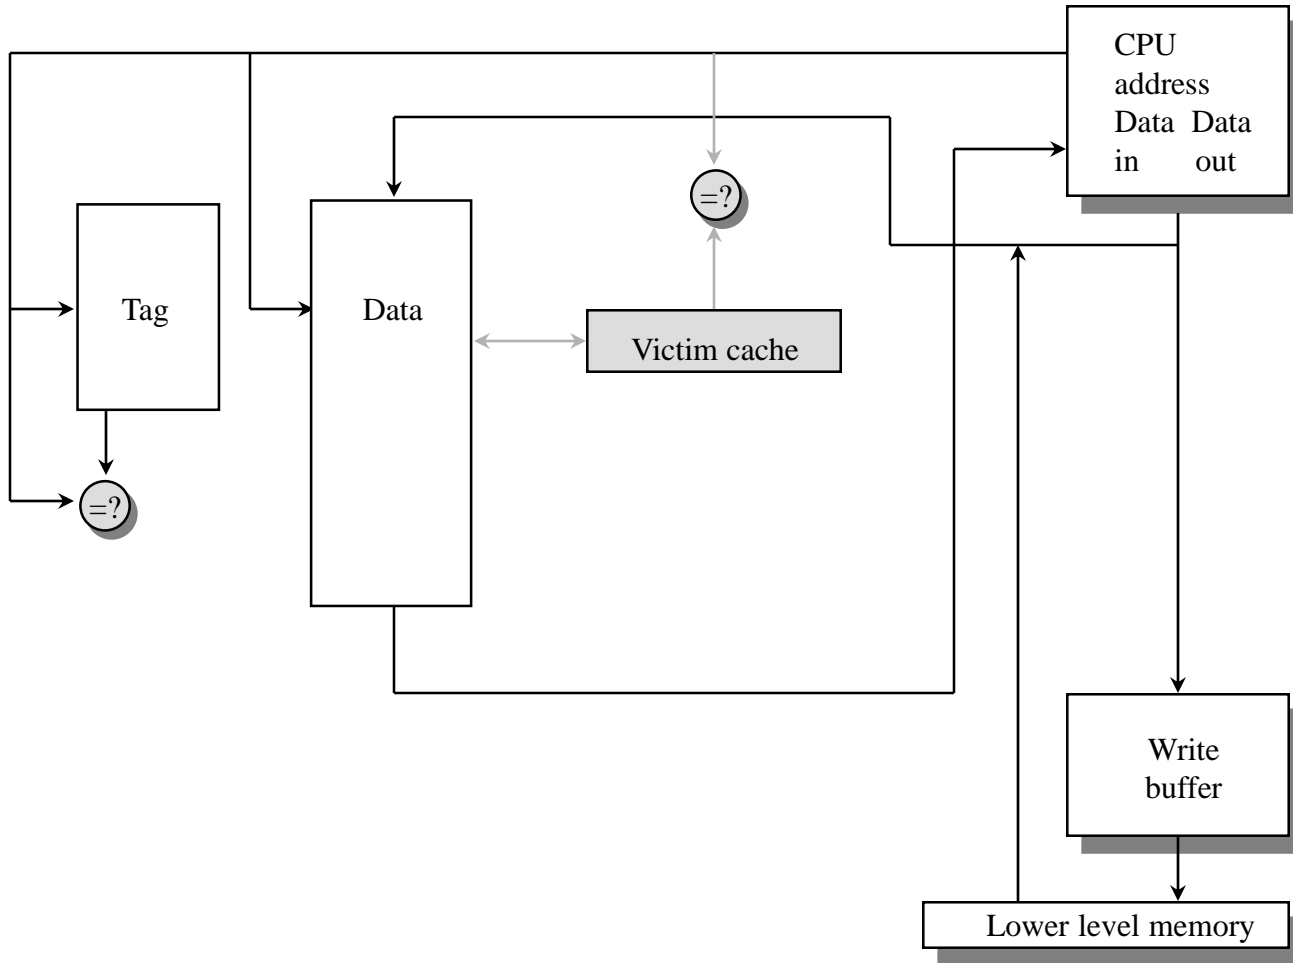 CPU
address
Data Data
in out
=?
Tag
Data
Victim cache
=?
Write
buffer
Lower level memory